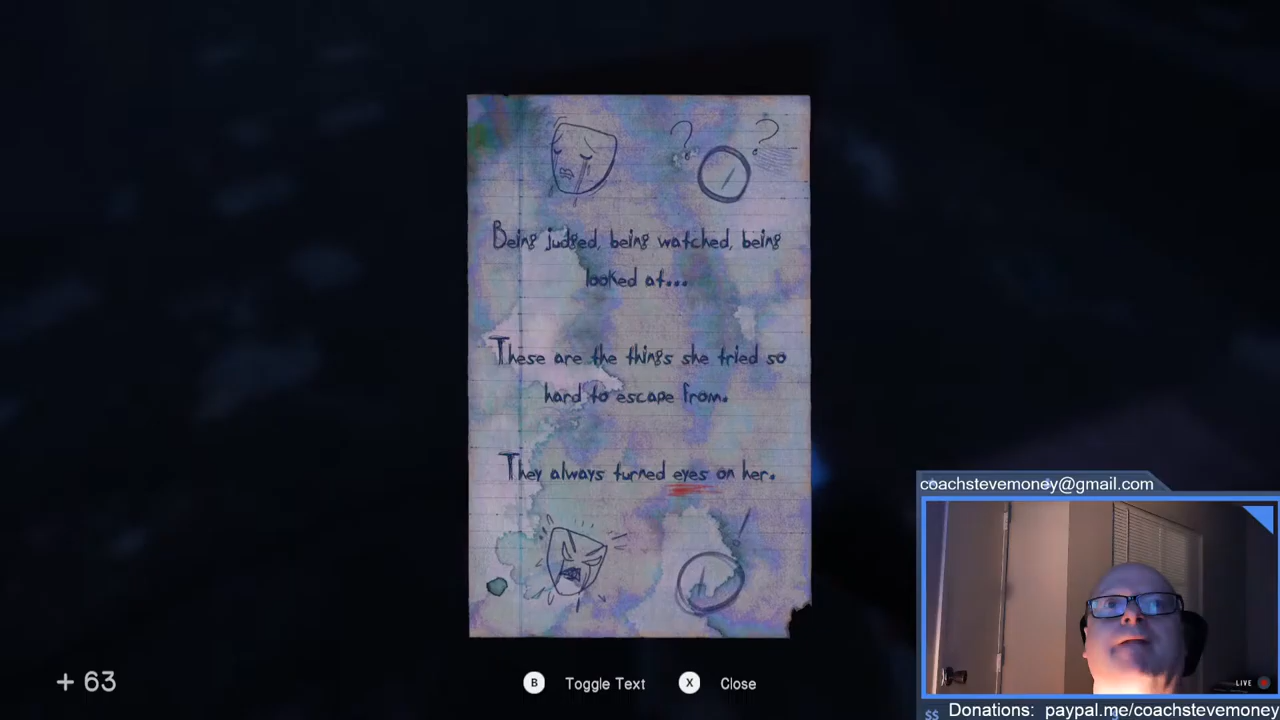 ? ?
Being judged, being watched, being
looked at...
These are the things she tried so
hard to escape from.
They always turned eyes on her.
+ 63
B Toggle Text X Close
coachstevemoney@gmail.com
LIVE
$$ Donations: paypal.me/coachstevemoney